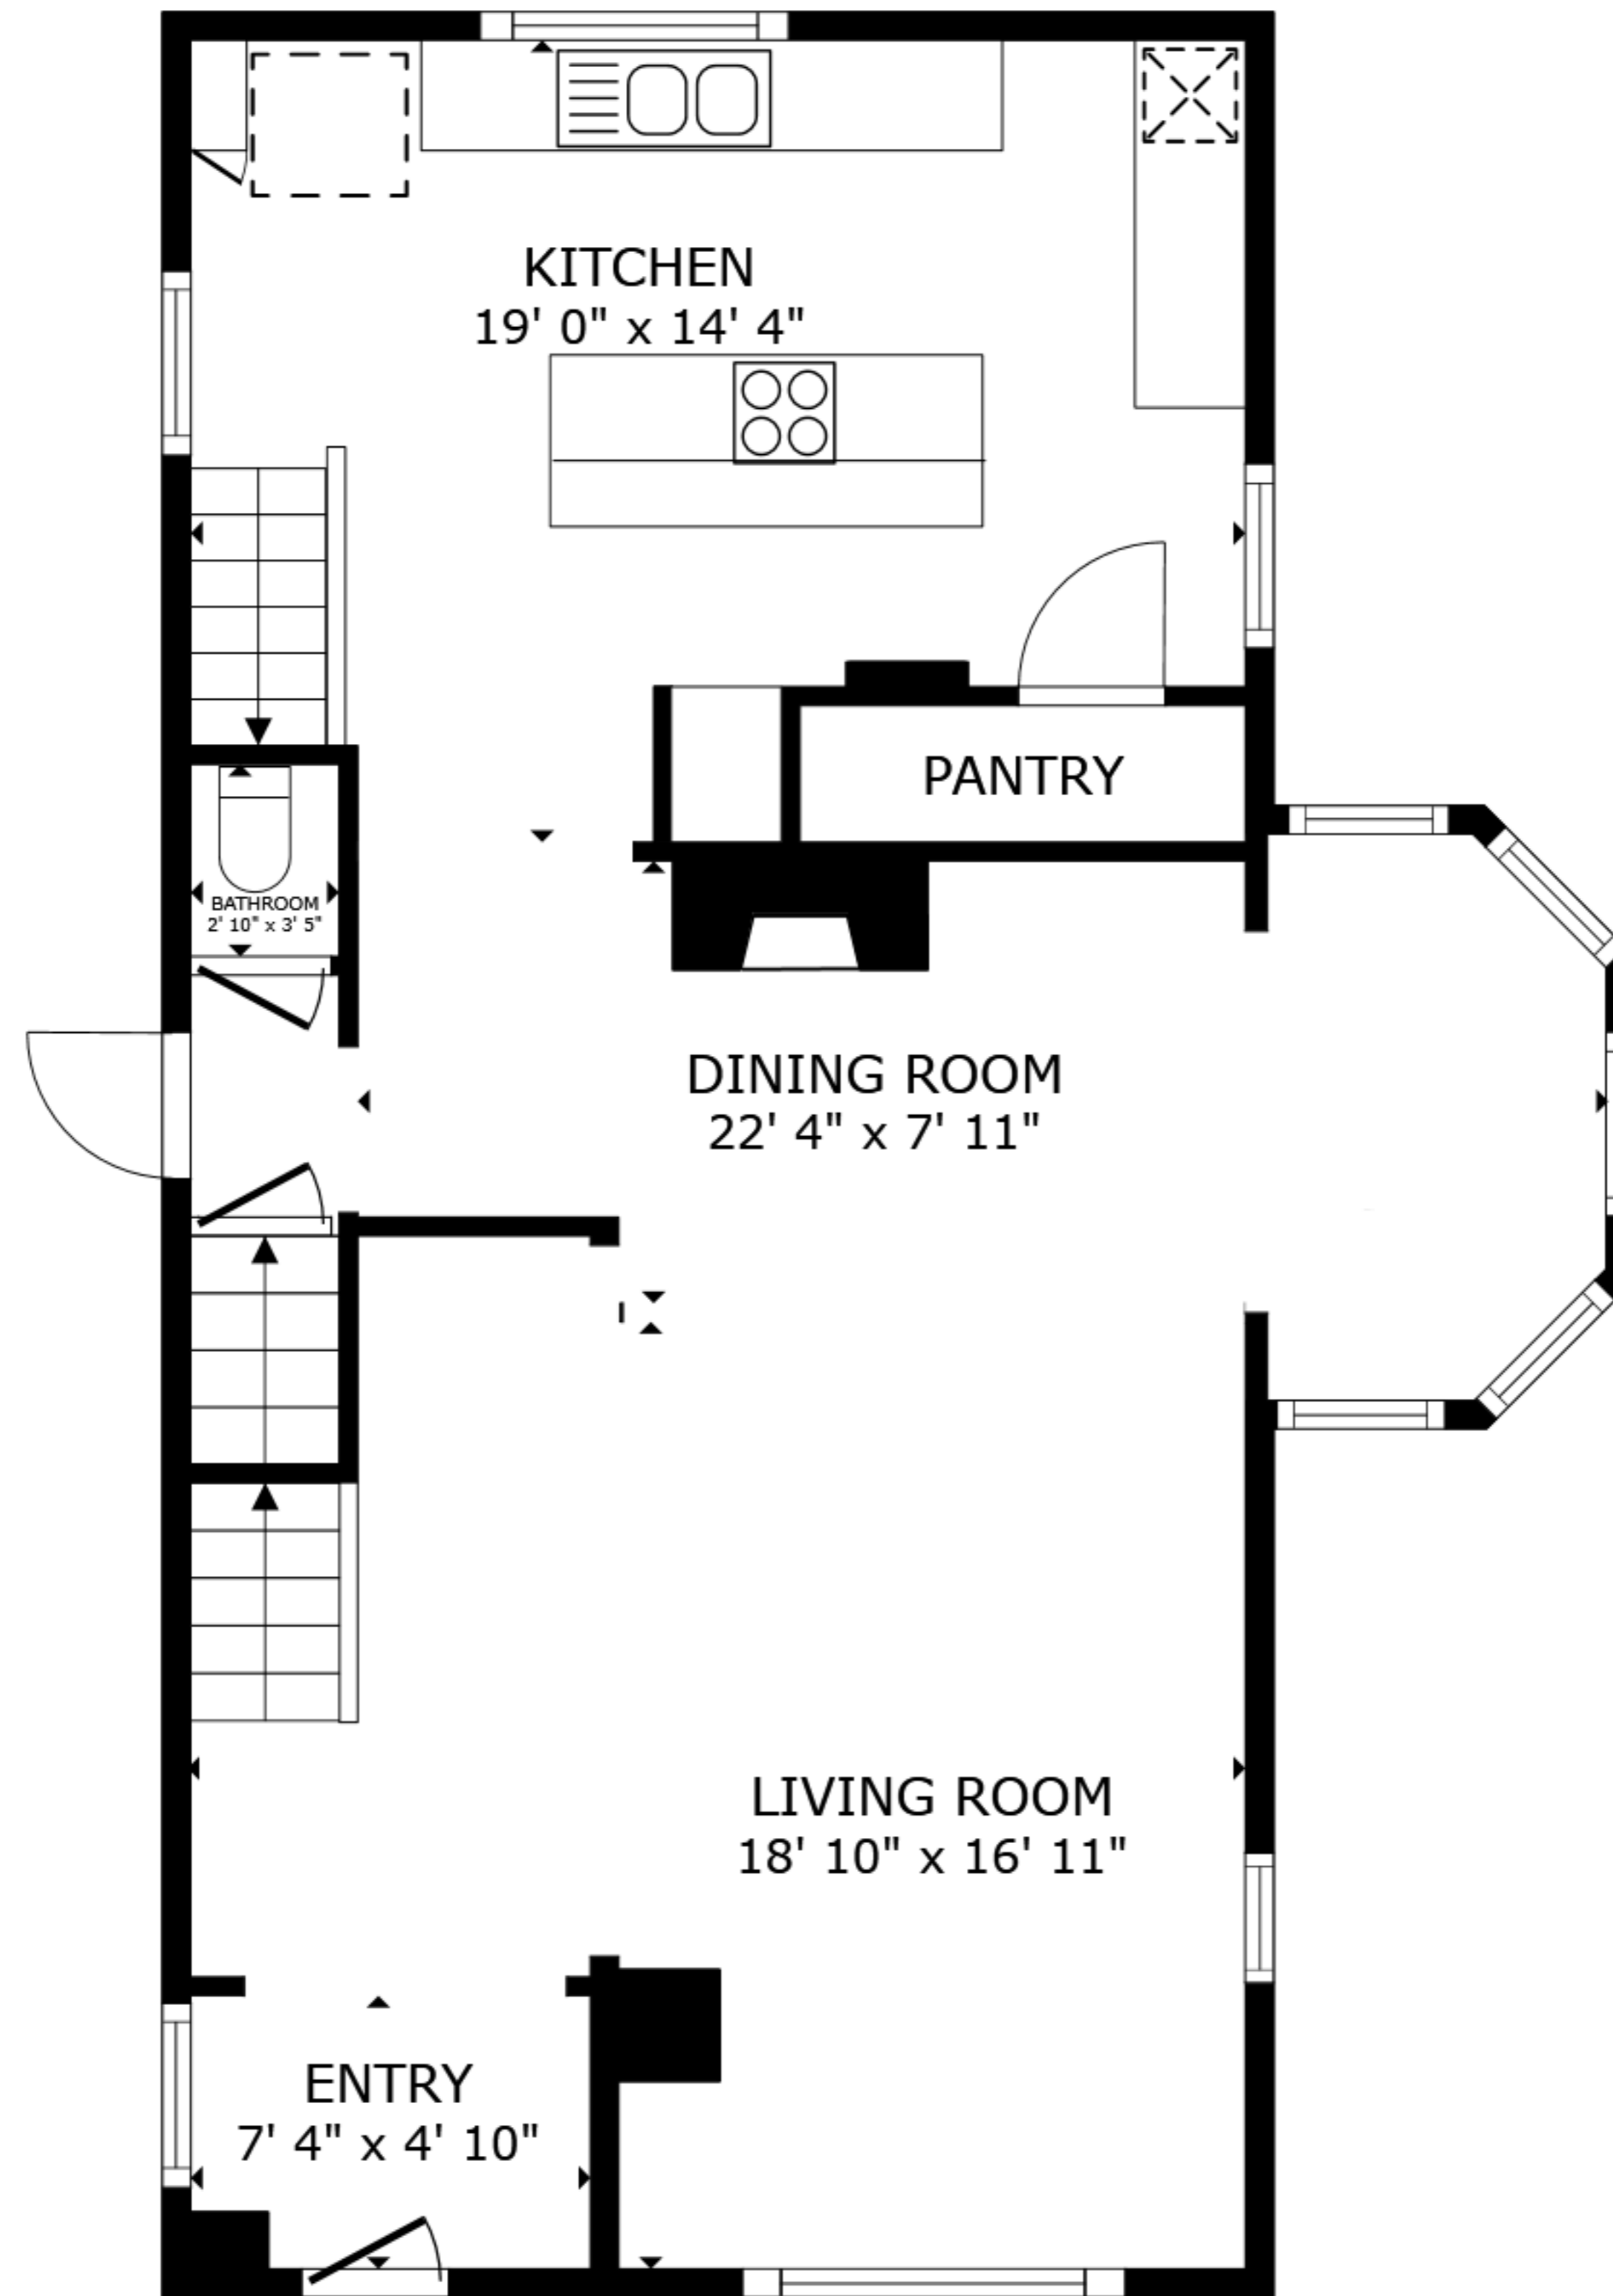 KITCHEN
19' 0" x 14' 4"
PANTRY
BATHROOM
2' 10" x 3' 5"
DINING ROOM
22' 4" x 7' 11"
LIVING ROOM
18' 10" x 16' 11"
ENTRY
7' 4" x 4' 10"